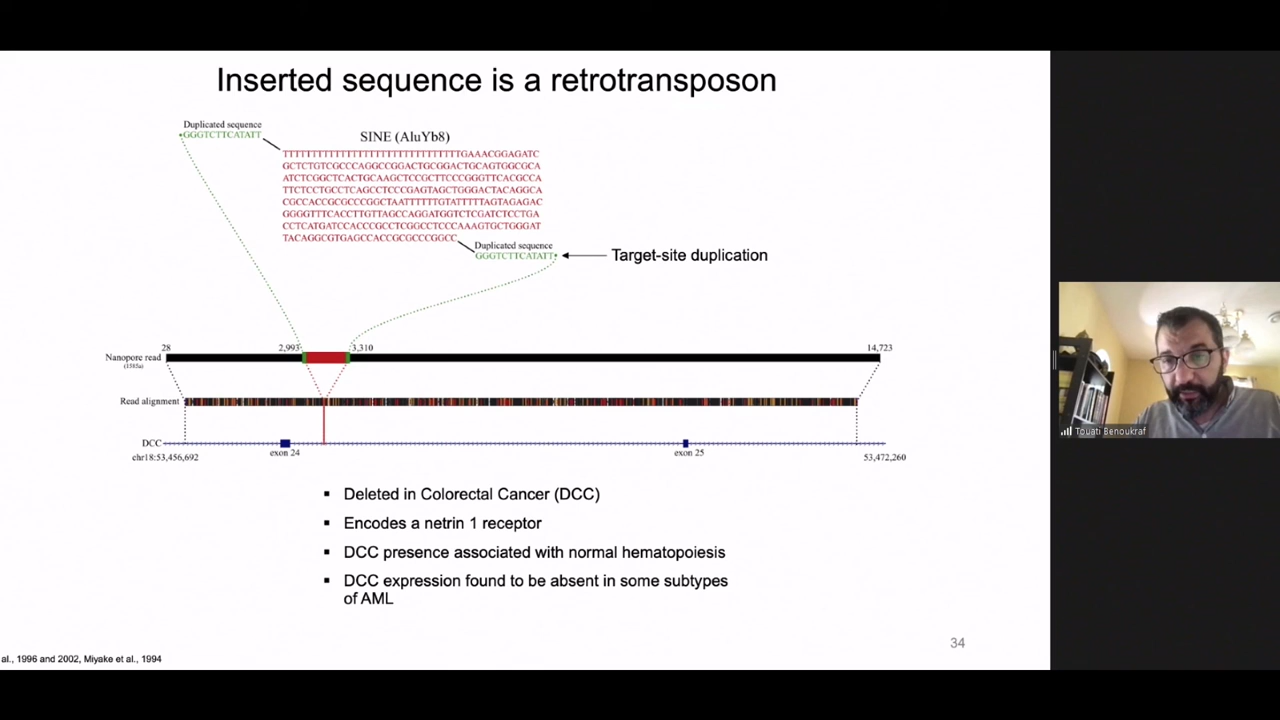 Inserted sequence is a retrotransposon
Duplicated sequence
GGGTCTTCATATT
SINE (AluYb8)
TTTTTTTTTTTTTTTTTTTTTTTTTTTTTTTGAAACGGAGATC
GCTCTGTCGCCCAGGCCGGACTGCGGACTGCAGTGGCGCA
ATCTCGGCTCACTGCAAGCTCCGCTTCCCGGGTTCACGCCA
TTCTCCTGCCTCAGCCTCCCGAGTAGCTGGGACTACAGGCA
CGCCACCGCGCCCGGCTAATTTTTTGTATTTTTAGTAGAGAC
GGGGTTTCACCTTGTTAGCCAGGATGGTCTCGATCTCCTGA
CCTCATGATCCACCCGCCTCGGCCTCCCAAAGTGCTGGGAT
TACAGGCGTGAGCCACCGCGCCCGGCC
Duplicated sequence
GGGTCTTCATATT
Target-site duplication
28
2,993
3,310
14,723
Nanopore read
Read alignment
DCC
exon 24
exon 25
chr18:53,456,692
53,472,260
▪ Deleted in Colorectal Cancer (DCC)
▪ Encodes a netrin 1 receptor
▪ DCC presence associated with normal hematopoiesis
▪ DCC expression found to be absent in some subtypes
of AML
34
al., 1996 and 2002, Miyake et al., 1994
Touati Benoukraf